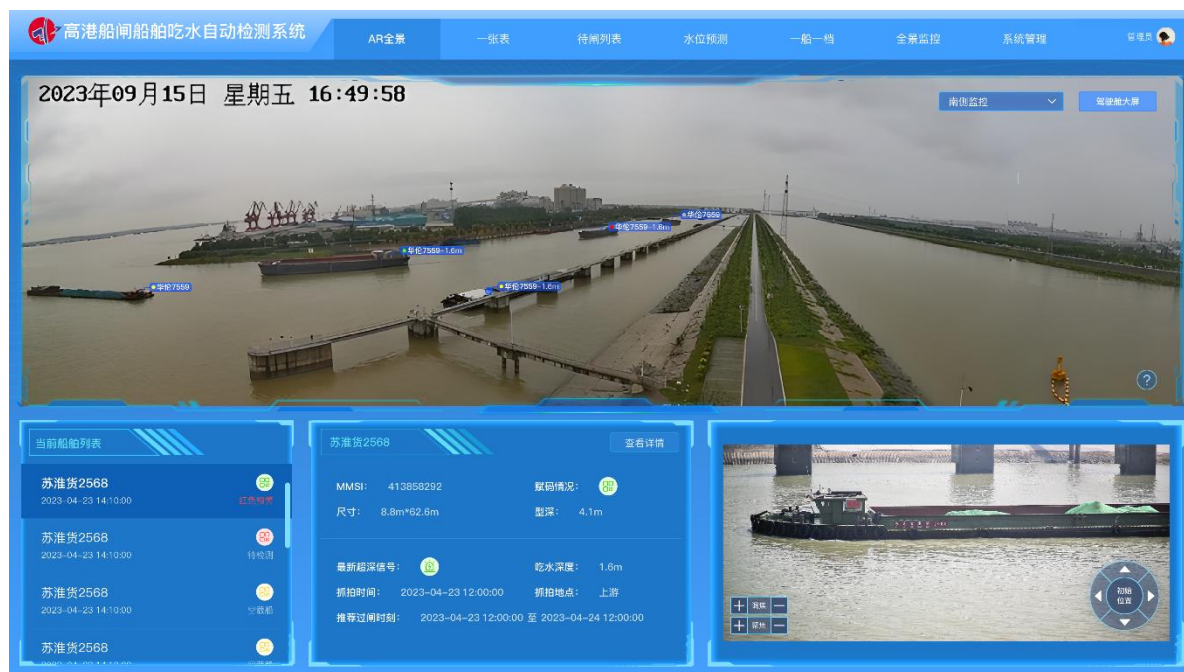 高港船闸船舶吃水自动检测系统
AR全景
一张表
待闸列表
水位预测
一船一档
全景监控
系统管理
管理员
2023年09月15日 星期五 16:49:58
南侧监控
驾驶舱大屏
华伦7559
华伦7559-1.8m
华伦7559-1.6m
华伦7559
华伦7559-1.6m
?
当前船舶列表
苏淮货2568
2023-04-23 14:10:00
苏淮货2568
2023-04-23 14:10:00 待检测
苏淮货2568
2023-04-23 14:10:00 空载船
苏淮货2568
苏淮货2568
查看详情
MMSI: 413858292 赋码情况:
尺寸: 8.8m*62.6m 型深: 4.1m
最新超深信号: 吃水深度: 1.6m
抓拍时间: 2023-04-23 12:00:00 抓拍地点: 上游
推荐过闸时刻: 2023-04-23 12:00:00 至 2023-04-24 12:00:00
初始
位置